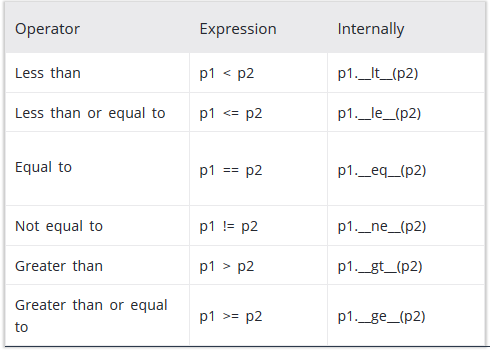 Operator Expression Internally
Less than p1 < p2 p1.__lt__(p2)
Less than or equal to p1 <= p2 p1.__le__(p2)
Equal to p1 == p2 p1.__eq__(p2)
Not equal to p1 != p2 p1.__ne__(p2)
Greater than p1 > p2 p1.__gt__(p2)
Greater than or equal
to p1 >= p2 p1.__ge__(p2)